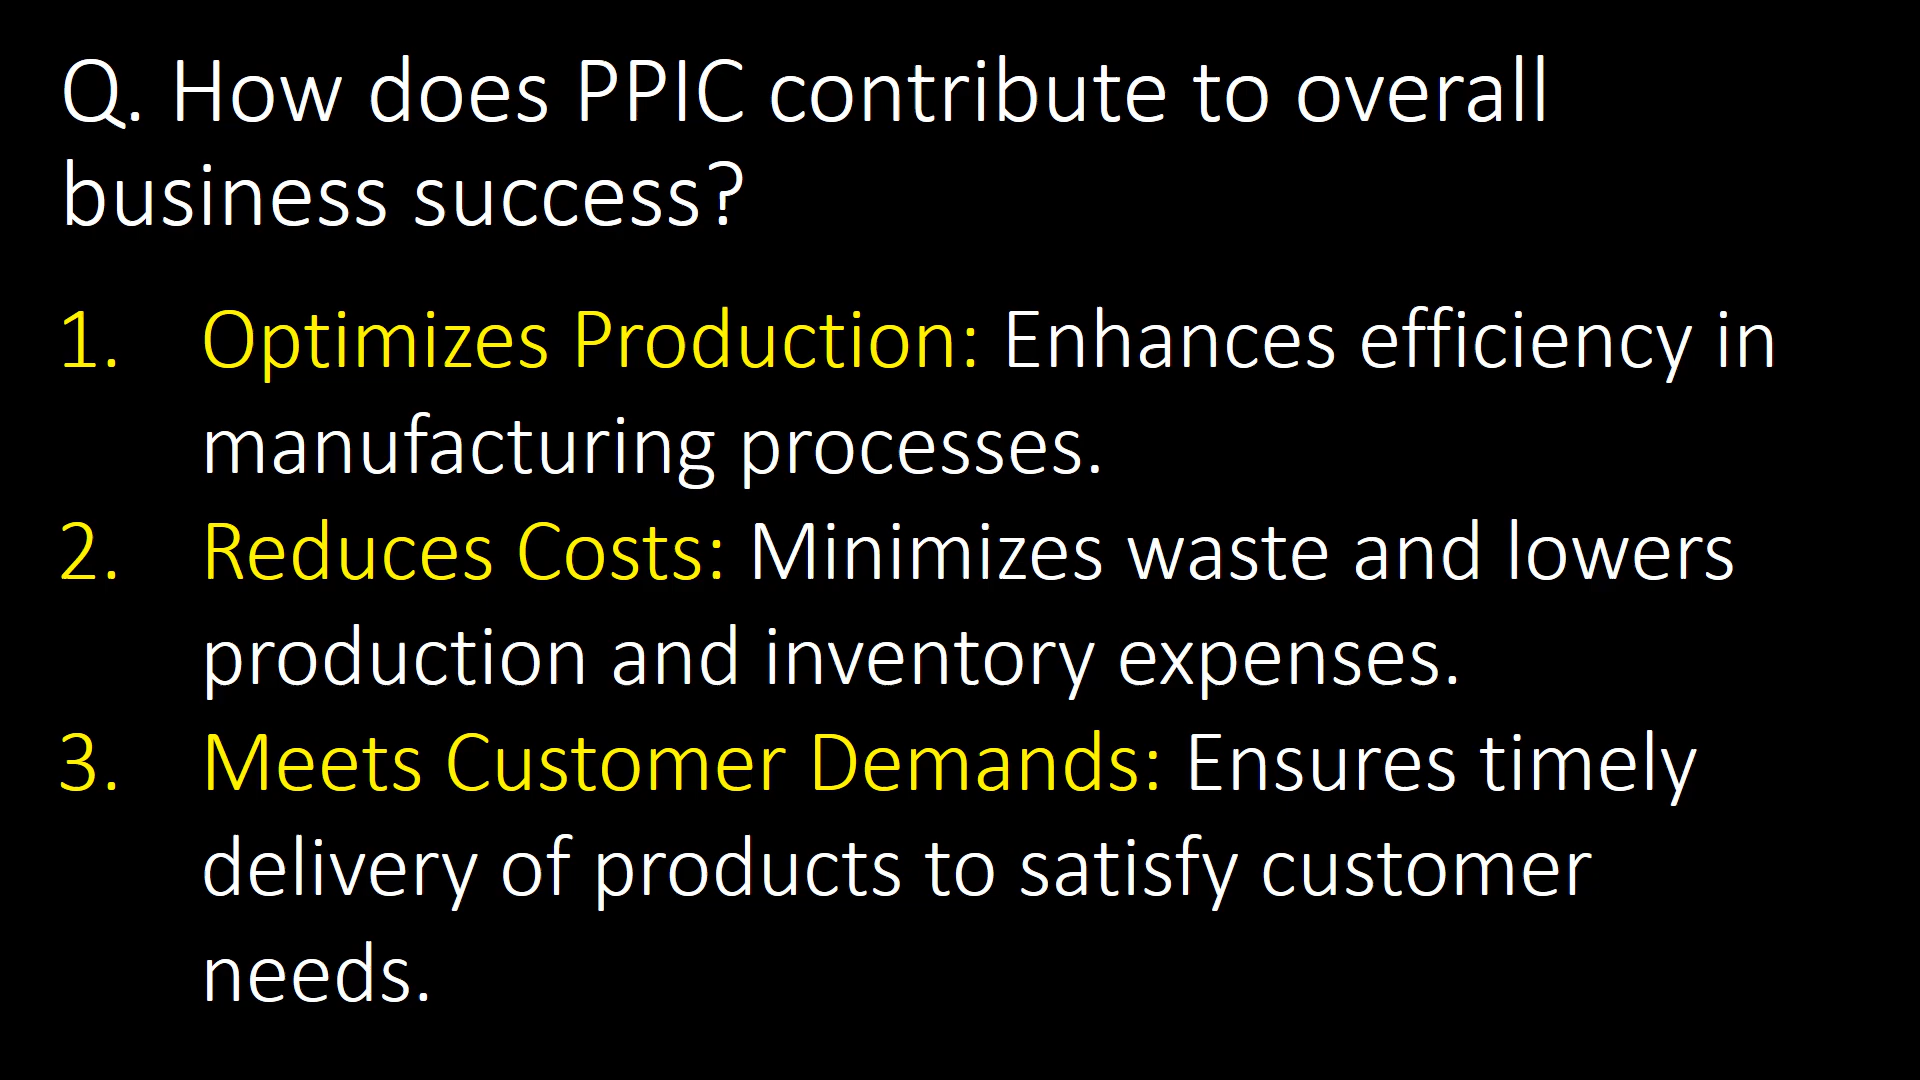 Q. How does PPIC contribute to overall
business success?
1. Optimizes Production: Enhances efficiency in
manufacturing processes.
2. Reduces Costs: Minimizes waste and lowers
production and inventory expenses.
3. Meets Customer Demands: Ensures timely
delivery of products to satisfy customer
needs.